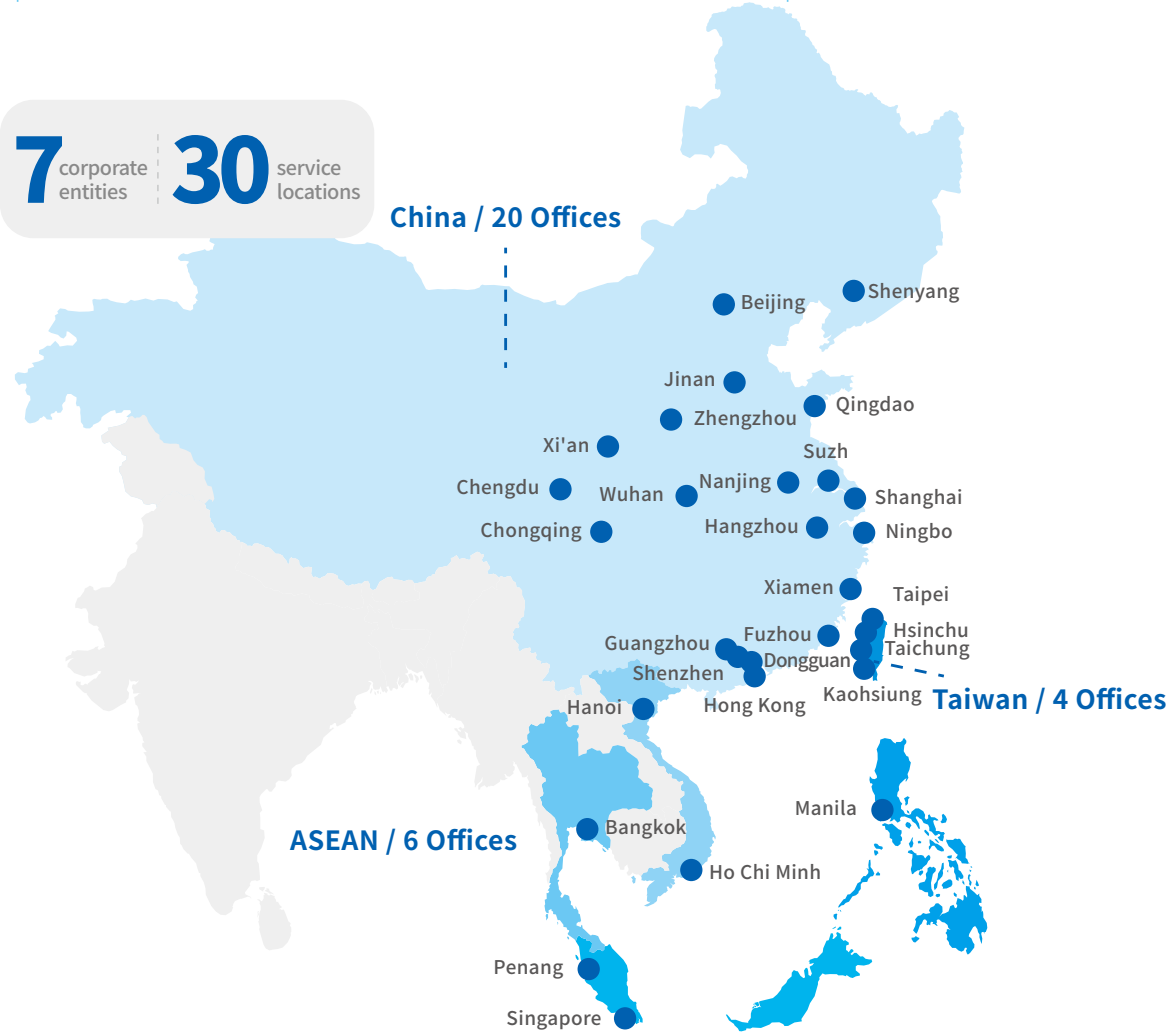 7 corporate
entities
30 service
locations
China / 20 Offices
Beijing
Shenyang
Jinan
Qingdao
Zhengzhou
Xi'an
Suzh
Chengdu
Wuhan
Nanjing
Shanghai
Chongqing
Hangzhou
Ningbo
Xiamen
Taipei
Fuzhou
Hsinchu
Guangzhou
Taichung
Dongguan
Shenzhen
Kaohsiung
Hong Kong
Taiwan / 4 Offices
Hanoi
Manila
Bangkok
ASEAN / 6 Offices
Ho Chi Minh
Penang
Singapore